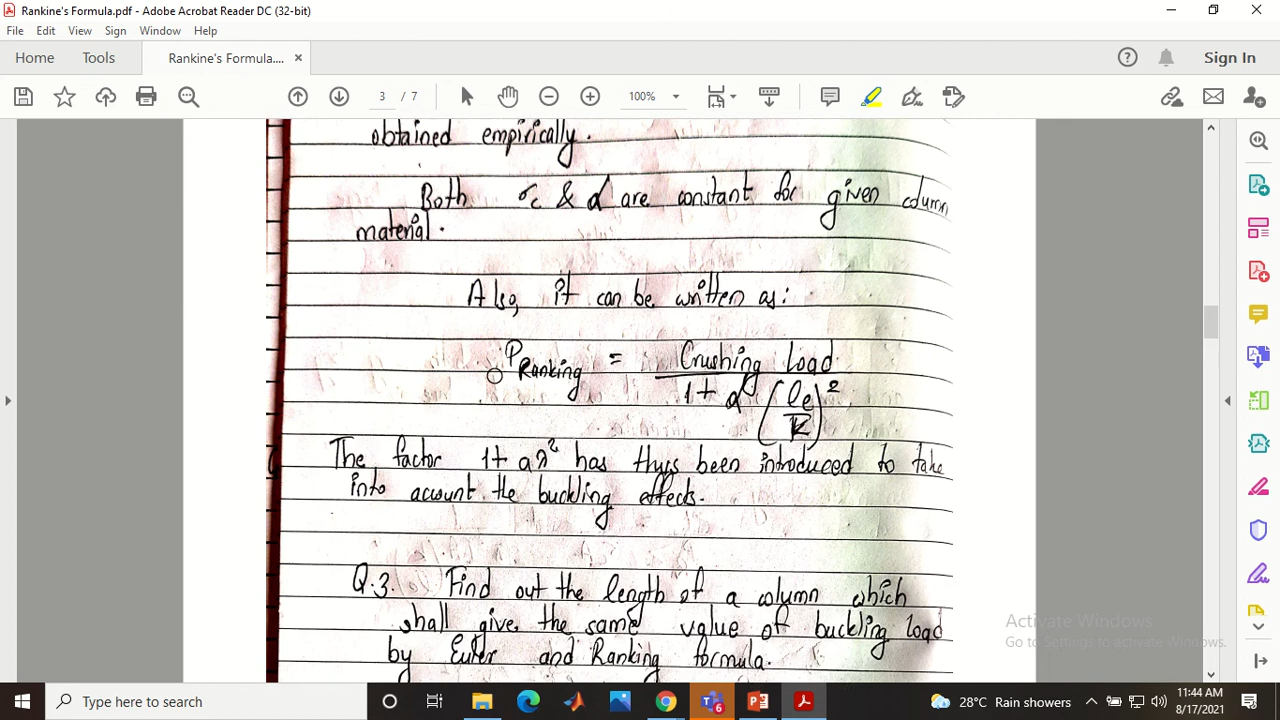 Rankine's Formula.pdf - Adobe Acrobat Reader DC (32-bit)
File Edit View Sign Window Help
Home Tools Rankine's Formula.... × Sign In
3 / 7 100%
obtained empirically.
Both σc & α are constant for given column
material.
Also, it can be written as:
P Ranking = Crushing Load
1 + α (le/k)²
The factor 1 + aλ² has thus been introduced to take
into account the buckling effects.
Q.3. Find out the length of a column which
shall give the same value of buckling load
by Euler and Ranking formula.
Activate Windows
Go to Settings to activate Windows.
Type here to search
6
28°C Rain showers
11:44 AM
8/17/2021